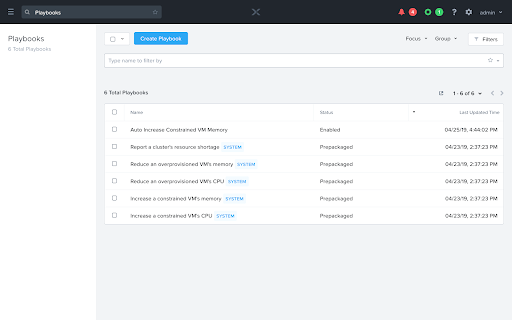 Playbooks
4
1
?
admin
Playbooks
6 Total Playbooks
Create Playbook
Focus
Group
Filters
Type name to filter by
6 Total Playbooks
1 - 6 of 6
Name Status Last Updated Time
Auto Increase Constrained VM Memory Enabled 04/25/19, 4:44:02 PM
Report a cluster's resource shortage SYSTEM Prepackaged 04/23/19, 2:37:23 PM
Reduce an overprovisioned VM's memory SYSTEM Prepackaged 04/23/19, 2:37:23 PM
Reduce an overprovisioned VM's CPU SYSTEM Prepackaged 04/23/19, 2:37:23 PM
Increase a constrained VM's memory SYSTEM Prepackaged 04/23/19, 2:37:23 PM
Increase a constrained VM's CPU SYSTEM Prepackaged 04/23/19, 2:37:23 PM